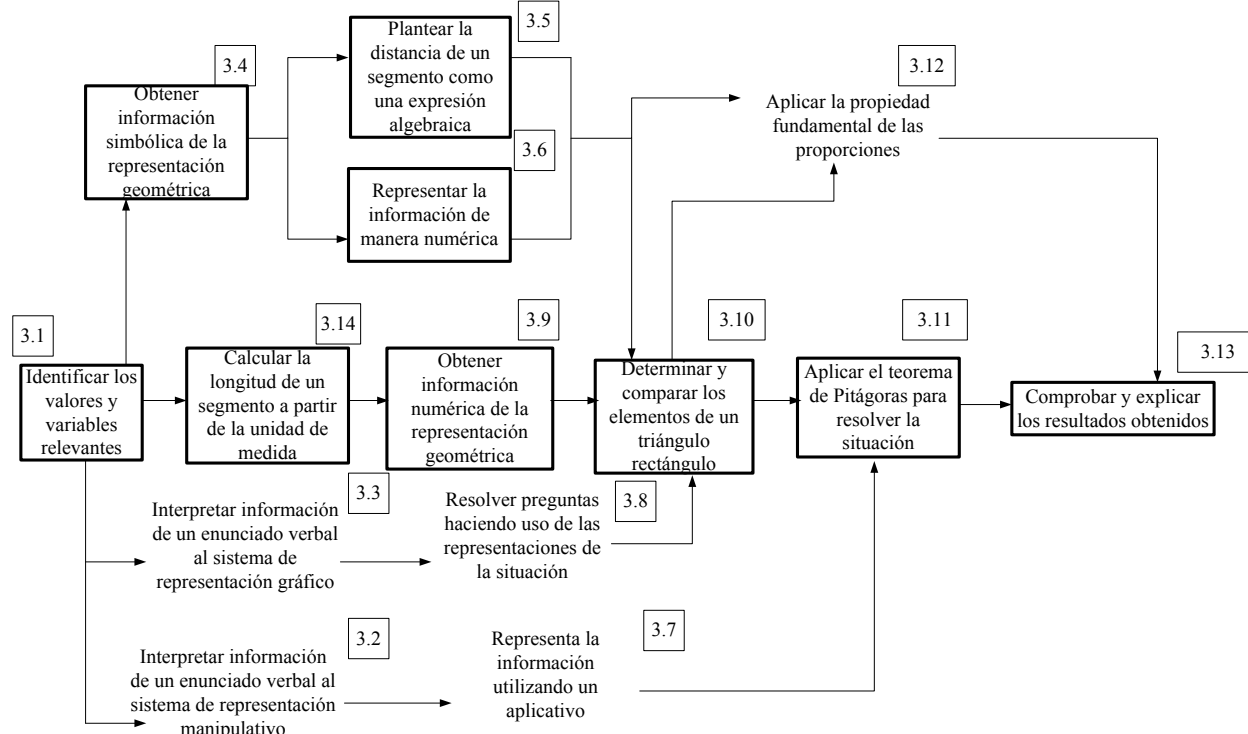 3.5
Plantear la
distancia de un
segmento como
una expresión
algebraica
3.4
Obtener
información
simbólica de la
representación
geométrica
3.12
Aplicar la propiedad
fundamental de las
proporciones
3.6
Representar la
información de
manera numérica
3.1
Identificar los
valores y
variables
relevantes
3.14
Calcular la
longitud de un
segmento a partir
de la unidad de
medida
3.9
Obtener
información
numérica de la
representación
geométrica
3.10
Determinar y
comparar los
elementos de un
triángulo
rectángulo
3.11
Aplicar el teorema
de Pitágoras para
resolver la
situación
3.13
Comprobar y explicar
los resultados obtenidos
3.3
Interpretar información
de un enunciado verbal
al sistema de
representación gráfico
3.8
Resolver preguntas
haciendo uso de las
representaciones de
la situación
3.2
Interpretar información
de un enunciado verbal al
sistema de representación
manipulativo
3.7
Representa la
información
utilizando un
aplicativo